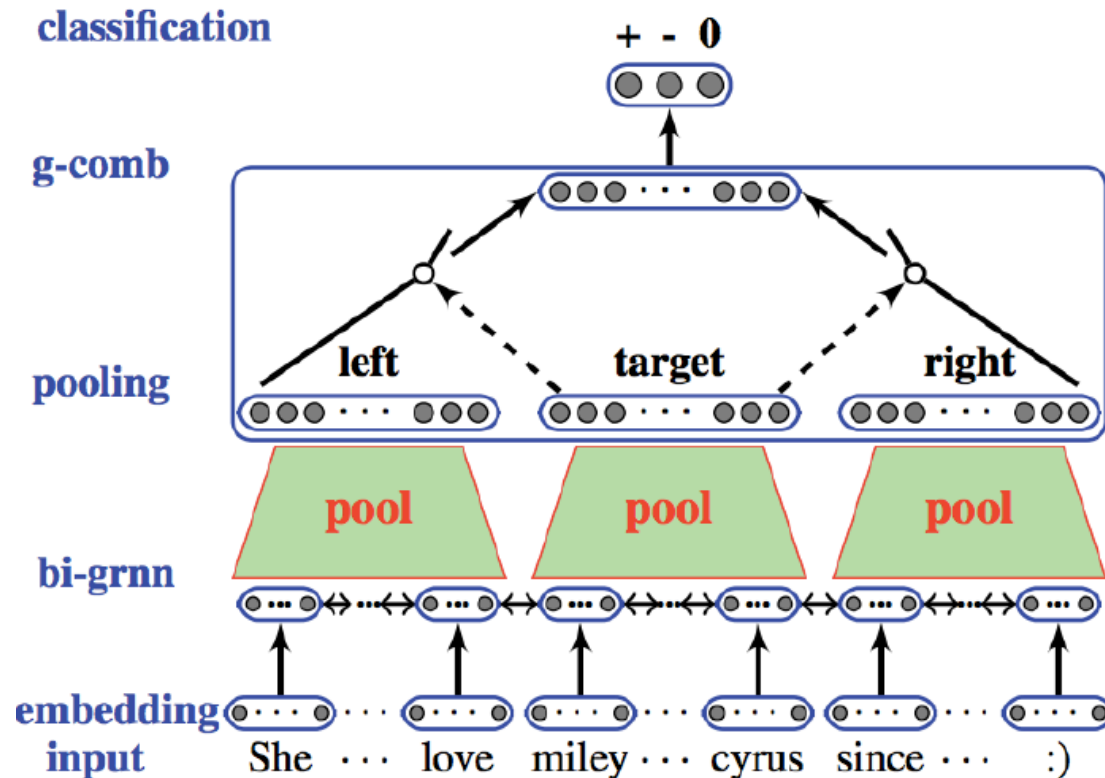 classification
+ - 0
g-comb
left target right
pooling
pool pool pool
bi-grnn
embedding
input She ... love miley ... cyrus since ... :)